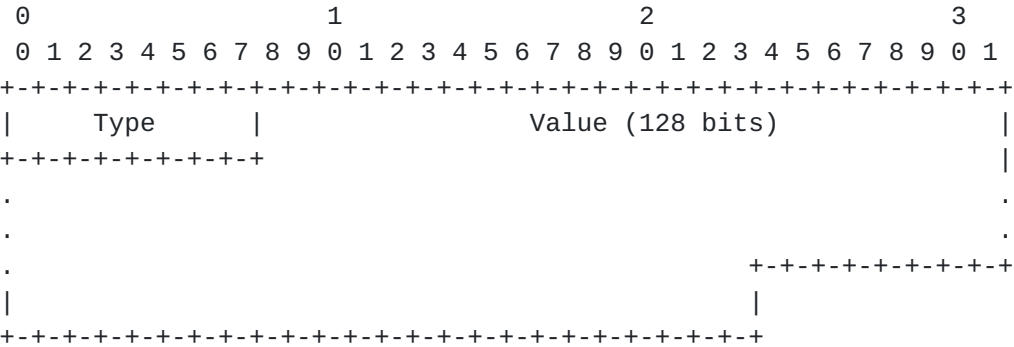 0                   1                   2                   3
 0 1 2 3 4 5 6 7 8 9 0 1 2 3 4 5 6 7 8 9 0 1 2 3 4 5 6 7 8 9 0 1
+-+-+-+-+-+-+-+-+-+-+-+-+-+-+-+-+-+-+-+-+-+-+-+-+-+-+-+-+-+-+-+-+
|     Type      |                 Value (128 bits)              |
+-+-+-+-+-+-+-+-+                                               |
.                                                               .
.                                                               .
.                                               +-+-+-+-+-+-+-+-+
|                                               |
+-+-+-+-+-+-+-+-+-+-+-+-+-+-+-+-+-+-+-+-+-+-+-+-+